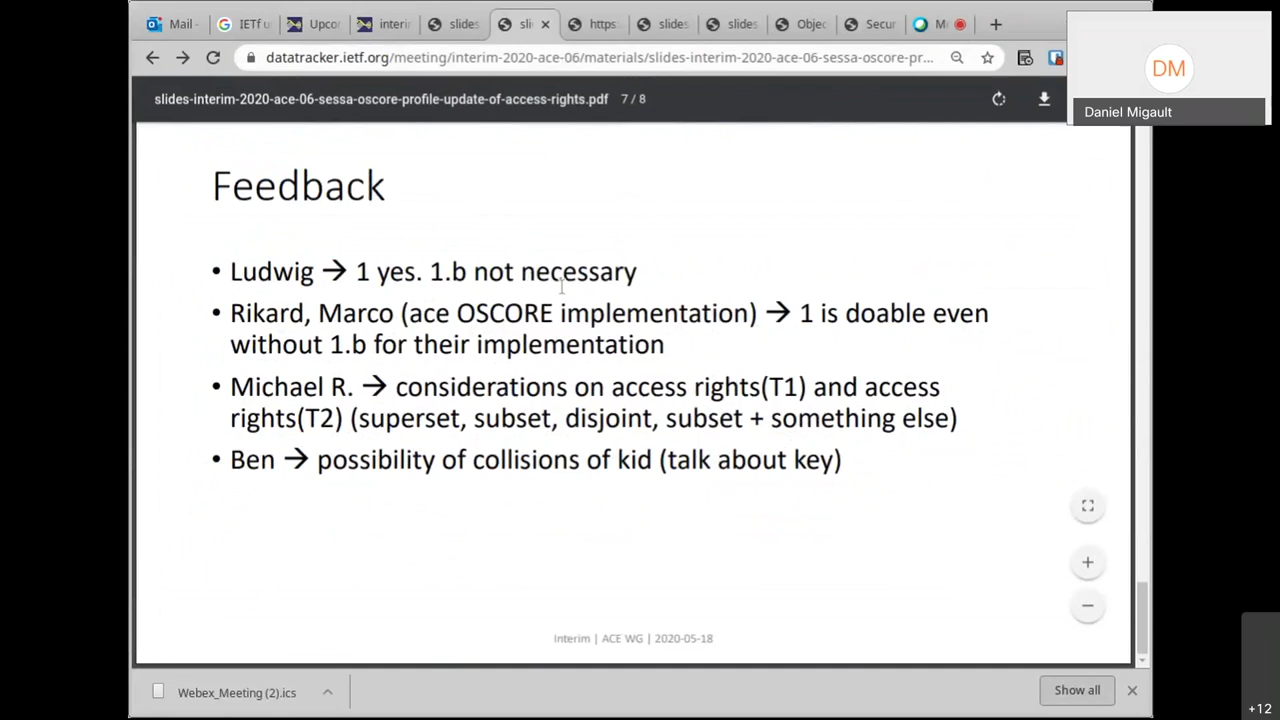 Mail -
IETf u
Upcor
interir
slides
sli
https
slides
slides
Objec
Secur
datatracker.ietf.org/meeting/interim-2020-ace-06/materials/slides-interim-2020-ace-06-sessa-oscore-pr...
DM
Daniel Migault
slides-interim-2020-ace-06-sessa-oscore-profile-update-of-access-rights.pdf 7 / 8
Feedback
• Ludwig → 1 yes. 1.b not necessary
• Rikard, Marco (ace OSCORE implementation) → 1 is doable even
without 1.b for their implementation
• Michael R. → considerations on access rights(T1) and access
rights(T2) (superset, subset, disjoint, subset + something else)
• Ben → possibility of collisions of kid (talk about key)
Interim | ACE WG | 2020-05-18
Webex_Meeting (2).ics
Show all
+12